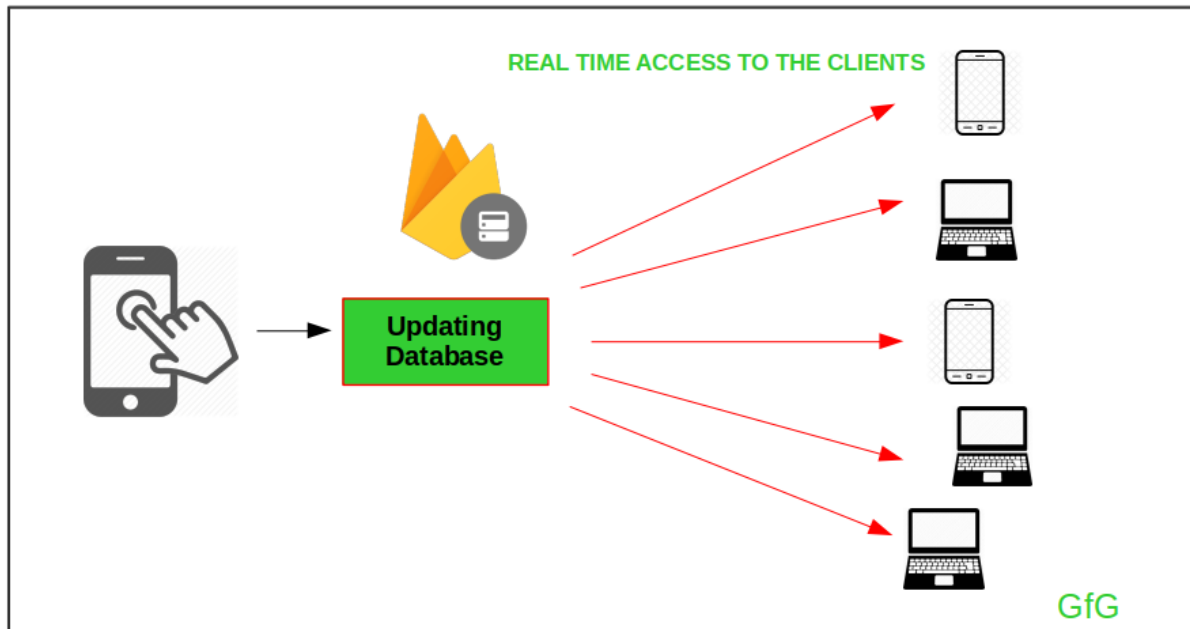 REAL TIME ACCESS TO THE CLIENTS
Updating
Database
GfG